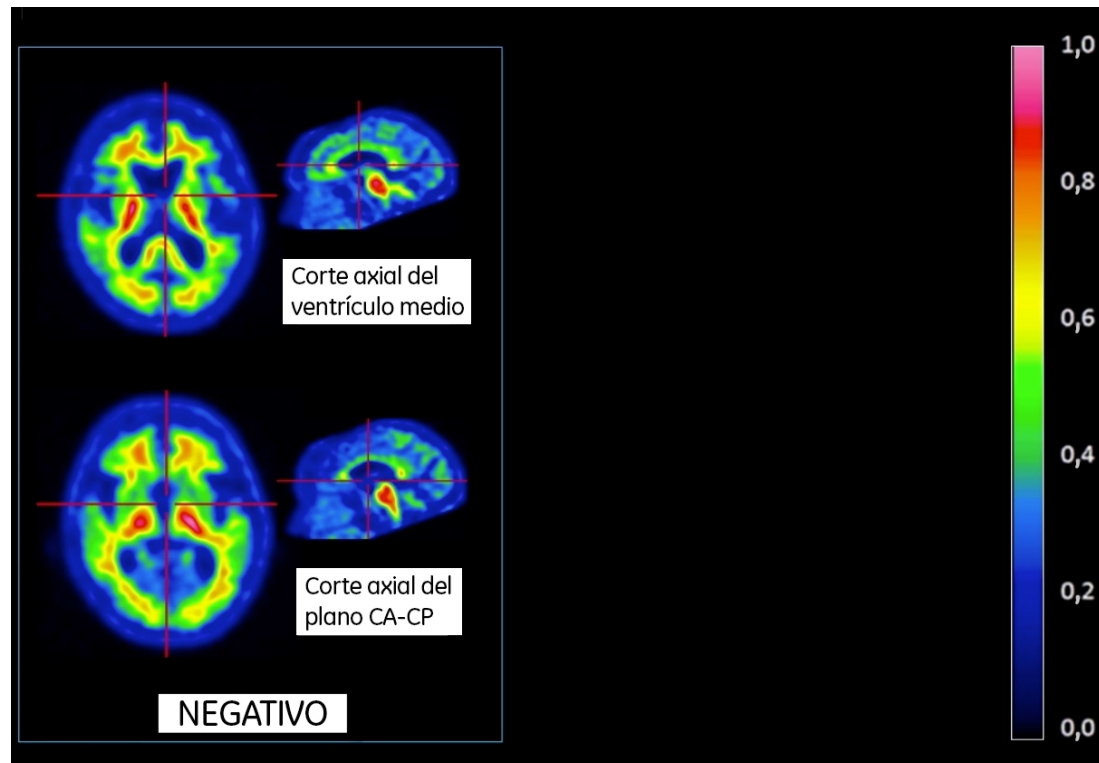 Corte axial del
ventrículo medio
Corte axial del
plano CA-CP
NEGATIVO
1,0
0,8
0,6
0,4
0,2
0,0